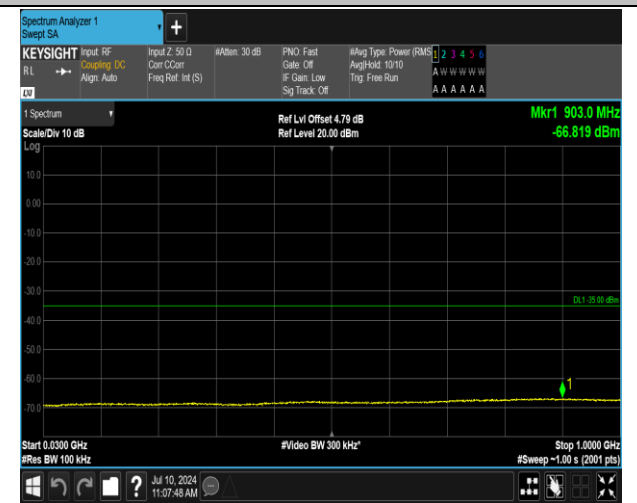 Spectrum Analyzer 1
Swept SA
+
KEYSIGHT
RL
LXI
Input: RF
Coupling: DC
Align: Auto
Input Z: 50 Ω
Corr CCorr
Freq Ref: Int (S)
#Atten: 30 dB
PNO: Fast
Gate: Off
IF Gain: Low
Sig Track: Off
#Avg Type: Power (RMS
Avg|Hold: 10/10
Trig: Free Run
1 2 3 4 5 6
A W W W W W
A A A A A A
1 Spectrum
Scale/Div 10 dB
Log
Ref Lvl Offset 4.79 dB
Ref Level 20.00 dBm
Mkr1 903.0 MHz
-66.819 dBm
10.0
0.00
-10.0
-20.0
-30.0
DL1 -35.00 dBm
-40.0
-50.0
-60.0
1
-70.0
Start 0.0300 GHz
#Res BW 100 kHz
#Video BW 300 kHz*
Stop 1.0000 GHz
#Sweep ~1.00 s (2001 pts)
?
Jul 10, 2024
11:07:48 AM